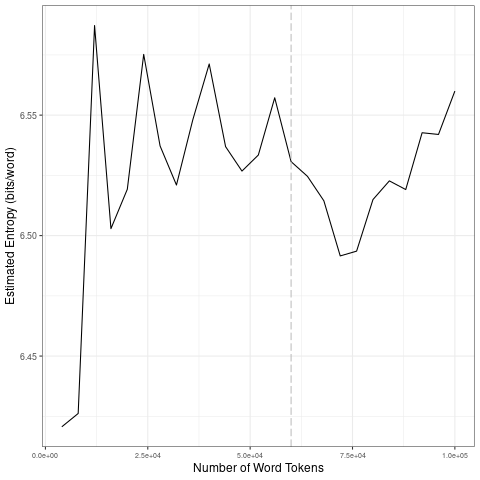 Estimated Entropy (bits/word)
6.55
6.50
6.45
0.0e+00 2.5e+04 5.0e+04 7.5e+04 1.0e+05
Number of Word Tokens